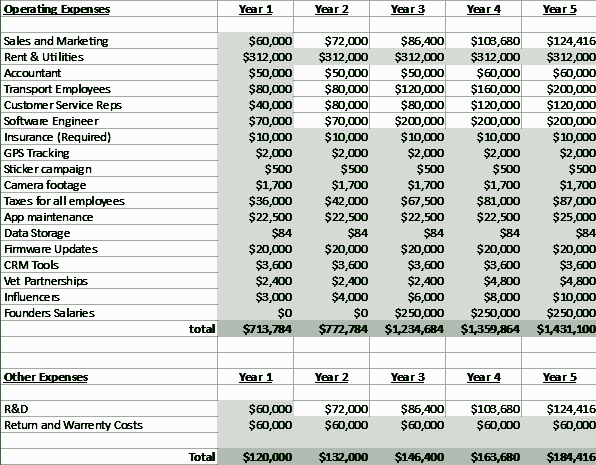 Operating Expenses Year 1 Year 2 Year 3 Year 4 Year 5
Sales and Marketing $60,000 $72,000 $86,400 $103,680 $124,416
Rent & Utilities $312,000 $312,000 $312,000 $312,000 $312,000
Accountant $50,000 $50,000 $50,000 $60,000 $60,000
Transport Employees $80,000 $80,000 $120,000 $160,000 $200,000
Customer Service Reps $40,000 $80,000 $80,000 $120,000 $120,000
Software Engineer $70,000 $70,000 $200,000 $200,000 $200,000
Insurance (Required) $10,000 $10,000 $10,000 $10,000 $10,000
GPS Tracking $2,000 $2,000 $2,000 $2,000 $2,000
Sticker campaign $500 $500 $500 $500 $500
Camera footage $1,700 $1,700 $1,700 $1,700 $1,700
Taxes for all employees $36,000 $42,000 $67,500 $81,000 $87,000
App maintenance $22,500 $22,500 $22,500 $22,500 $25,000
Data Storage $84 $84 $84 $84 $84
Firmware Updates $20,000 $20,000 $20,000 $20,000 $20,000
CRM Tools $3,600 $3,600 $3,600 $3,600 $3,600
Vet Partnerships $2,400 $2,400 $2,400 $4,800 $4,800
Influencers $3,000 $4,000 $6,000 $8,000 $10,000
Founders Salaries $0 $0 $250,000 $250,000 $250,000
total $713,784 $772,784 $1,234,684 $1,359,864 $1,431,100
Other Expenses Year 1 Year 2 Year 3 Year 4 Year 5
R&D $60,000 $72,000 $86,400 $103,680 $124,416
Return and Warrenty Costs $60,000 $60,000 $60,000 $60,000 $60,000
Total $120,000 $132,000 $146,400 $163,680 $184,416